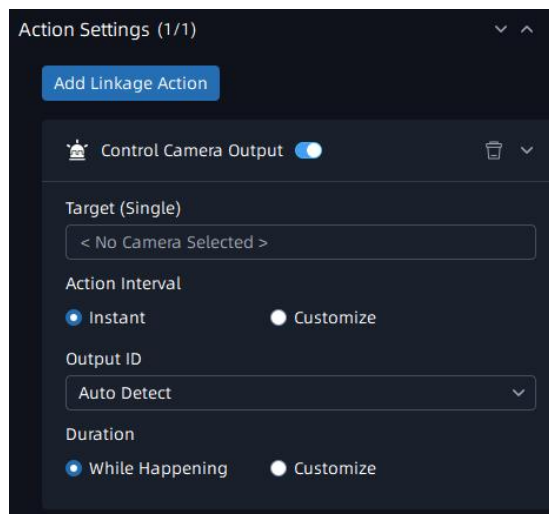 Action Settings (1/1)
Add Linkage Action
Control Camera Output
Target (Single)
< No Camera Selected >
Action Interval
Instant Customize
Output ID
Auto Detect
Duration
While Happening Customize